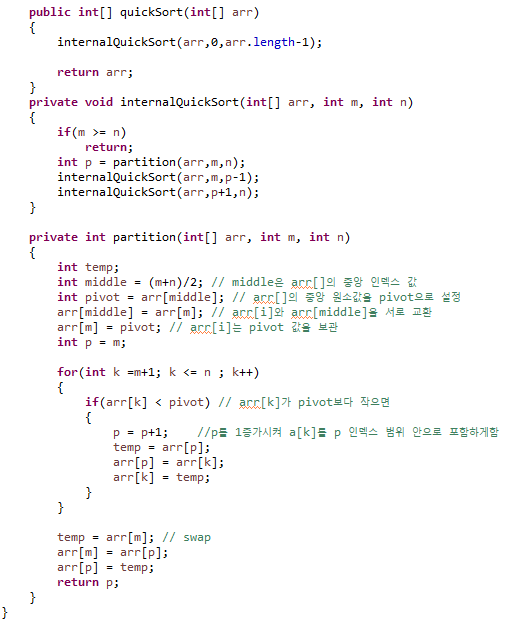 public int[] quickSort(int[] arr)
{
internalQuickSort(arr,0,arr.length-1);
return arr;
}
private void internalQuickSort(int[] arr, int m, int n)
{
if(m >= n)
return;
int p = partition(arr,m,n);
internalQuickSort(arr,m,p-1);
internalQuickSort(arr,p+1,n);
}
private int partition(int[] arr, int m, int n)
{
int temp;
int middle = (m+n)/2; // middle은 arr[]의 중앙 인덱스 값
int pivot = arr[middle]; // arr[]의 중앙 원소값을 pivot으로 설정
arr[middle] = arr[m]; // arr[i]와 arr[middle]을 서로 교환
arr[m] = pivot; // arr[i]는 pivot 값을 보관
int p = m;
for(int k =m+1; k <= n ; k++)
{
if(arr[k] < pivot) // arr[k]가 pivot보다 작으면
{
p = p+1; //p를 1증가시켜 a[k]를 p 인덱스 범위 안으로 포함하게함
temp = arr[p];
arr[p] = arr[k];
arr[k] = temp;
}
}
temp = arr[m]; // swap
arr[m] = arr[p];
arr[p] = temp;
return p;
}
}